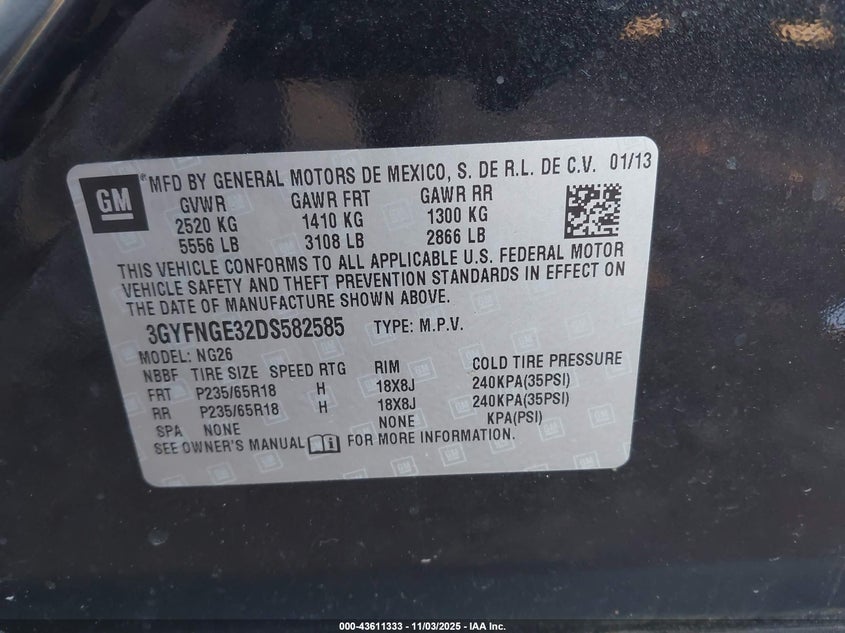 GM ® MFD BY GENERAL MOTORS DE MEXICO, S. DE R.L. DE C.V. 01/13
GVWR GAWR FRT GAWR RR
2520 KG 1410 KG 1300 KG
5556 LB 3108 LB 2866 LB
THIS VEHICLE CONFORMS TO ALL APPLICABLE U.S. FEDERAL MOTOR
VEHICLE SAFETY AND THEFT PREVENTION STANDARDS IN EFFECT ON
THE DATE OF MANUFACTURE SHOWN ABOVE.
3GYFNGE32DS582585 TYPE: M.P.V.
MODEL: NG26
NBBF TIRE SIZE SPEED RTG RIM COLD TIRE PRESSURE
FRT P235/65R18 H 18X8J 240KPA(35PSI)
RR P235/65R18 H 18X8J 240KPA(35PSI)
SPA NONE NONE KPA(PSI)
SEE OWNER'S MANUAL i FOR MORE INFORMATION.
000-43611333 - 11/03/2025 - IAA Inc.